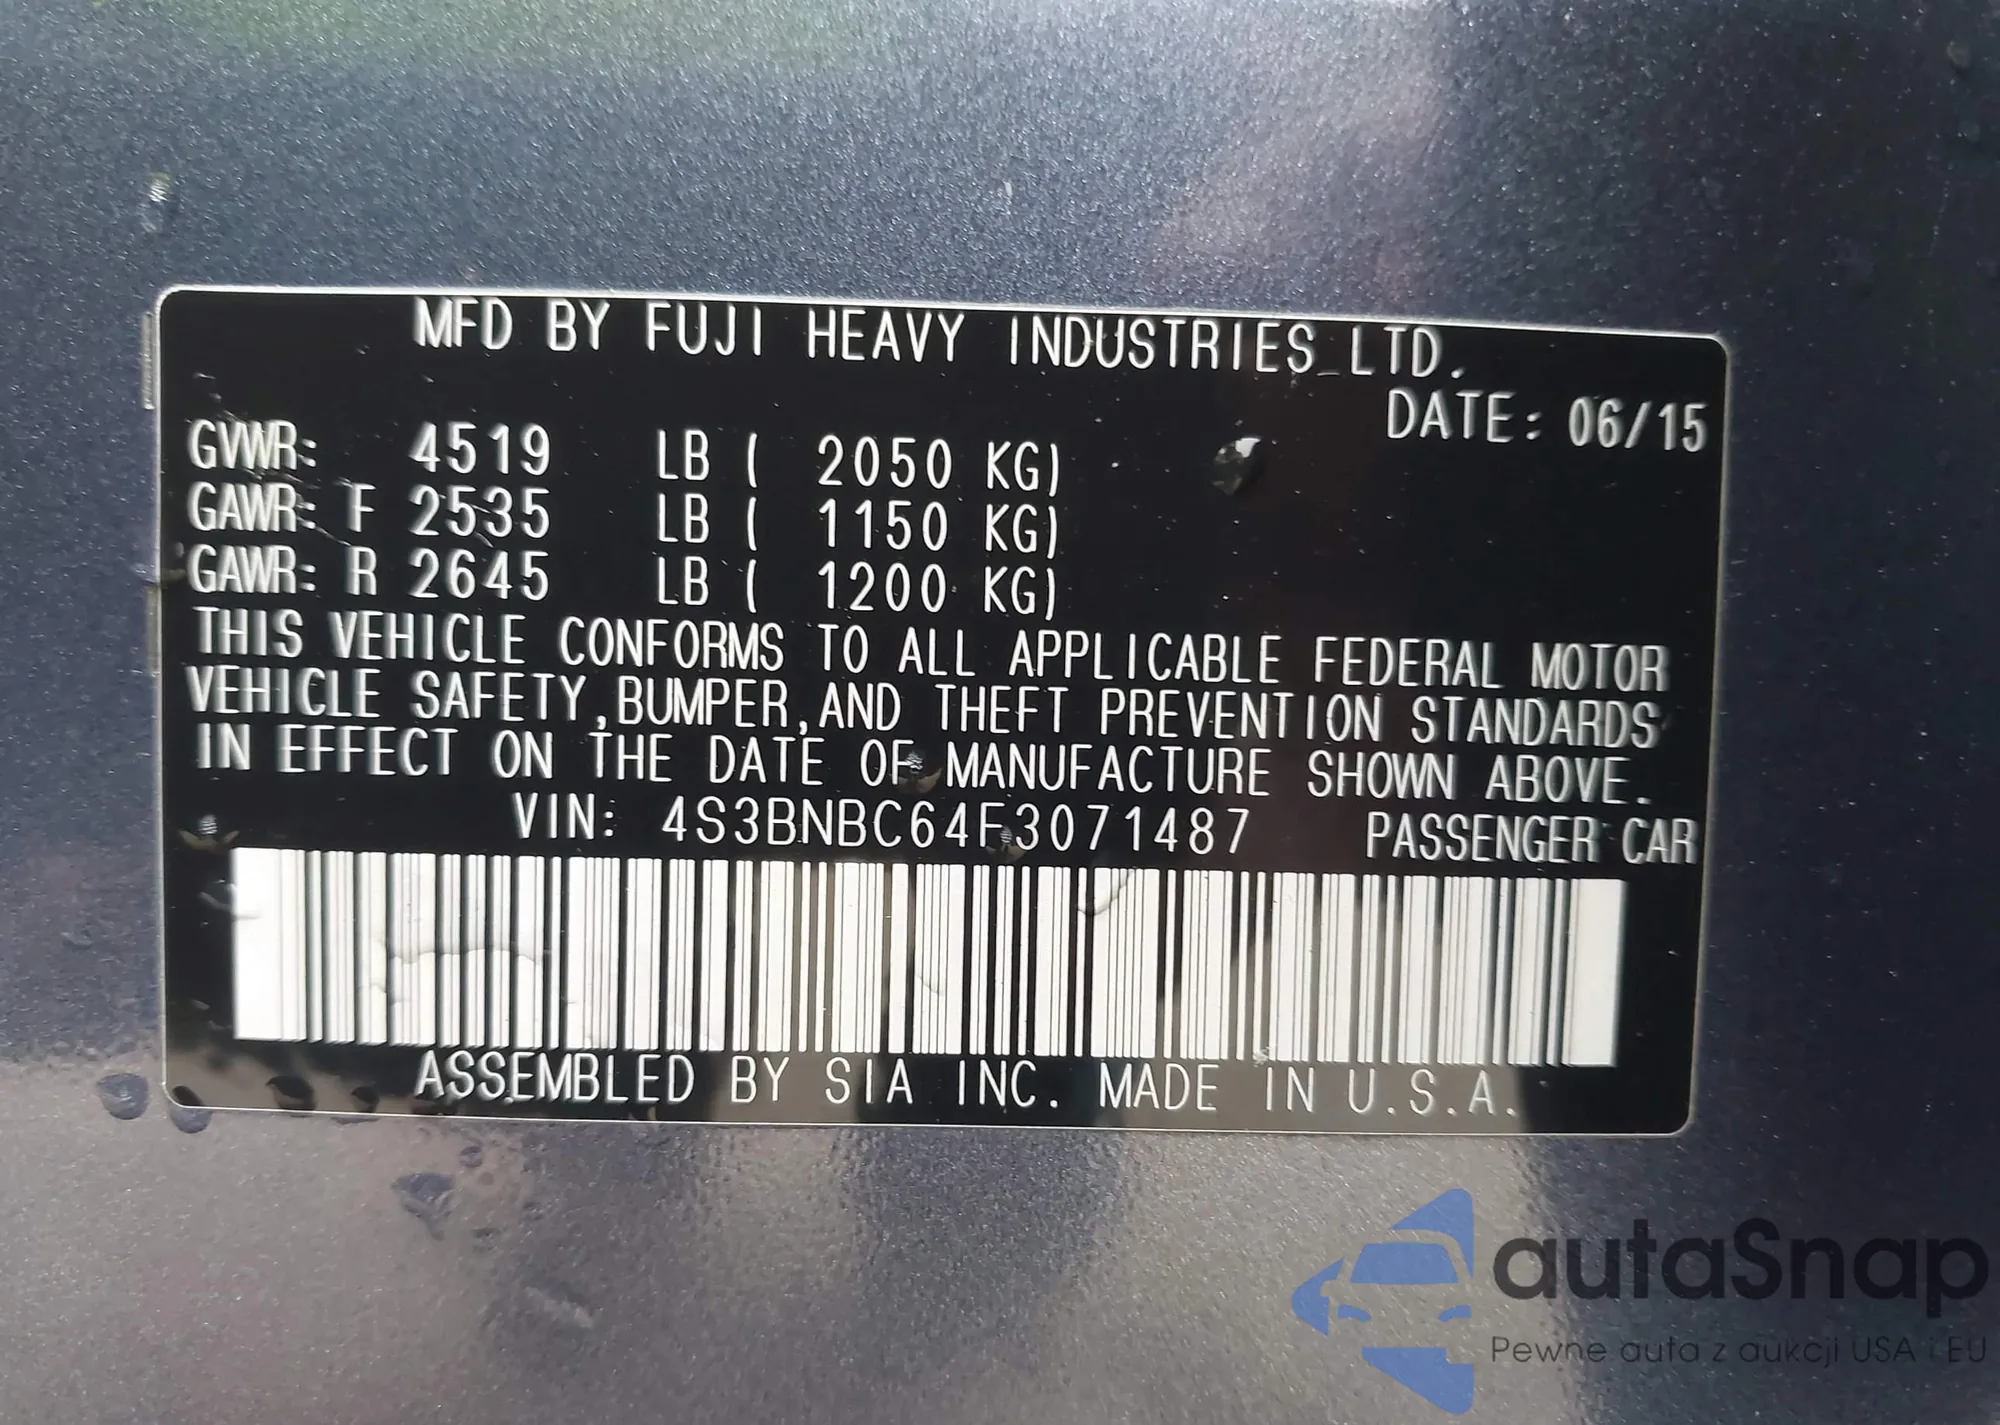 MFD BY FUJI HEAVY INDUSTRIES LTD.
DATE: 06/15
GVWR: 4519 LB ( 2050 KG)
GAWR: F 2535 LB ( 1150 KG)
GAWR: R 2645 LB ( 1200 KG)
THIS VEHICLE CONFORMS TO ALL APPLICABLE FEDERAL MOTOR
VEHICLE SAFETY,BUMPER,AND THEFT PREVENTION STANDARDS
IN EFFECT ON THE DATE OF MANUFACTURE SHOWN ABOVE.
VIN: 4S3BNBC64F3071487 PASSENGER CAR
ASSEMBLED BY SIA INC. MADE IN U.S.A.
autaSnap
Pewne auta z aukcji USA i EU